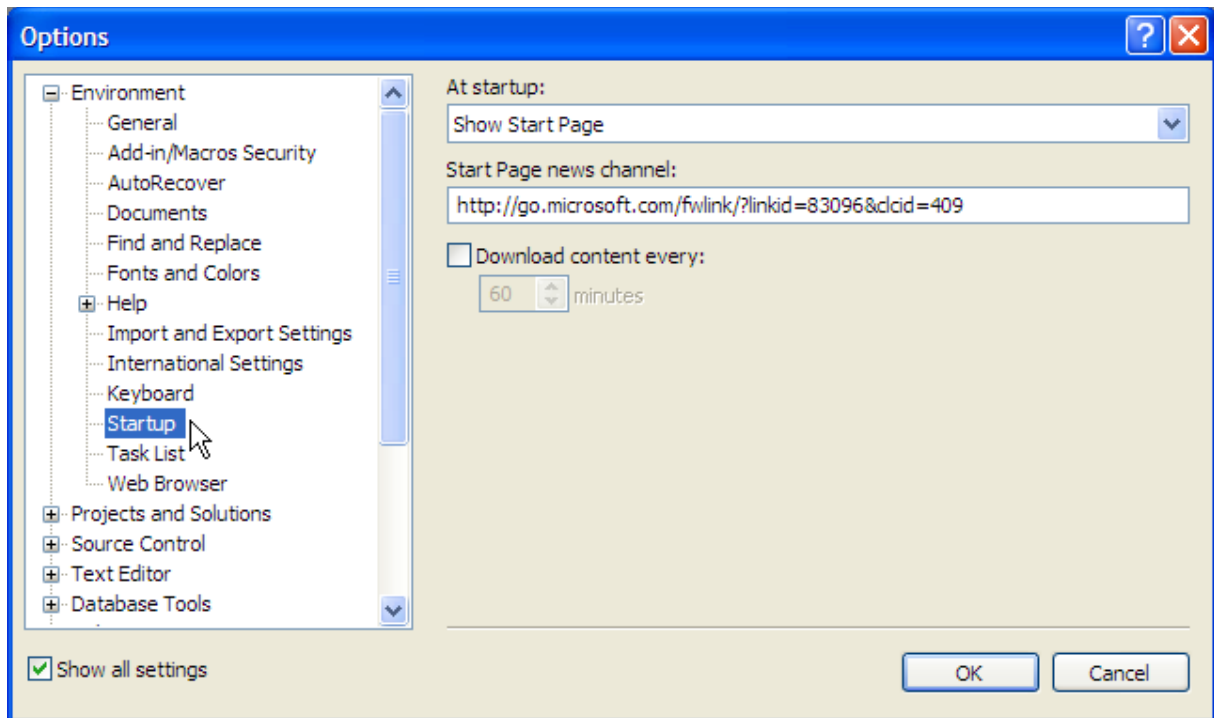 Options
Environment
General
Add-in/Macros Security
AutoRecover
Documents
Find and Replace
Fonts and Colors
Help
Import and Export Settings
International Settings
Keyboard
Startup
Task List
Web Browser
Projects and Solutions
Source Control
Text Editor
Database Tools
Show all settings
At startup:
Show Start Page
Start Page news channel:
http://go.microsoft.com/fwlink/?linkid=83096&clcid=409
Download content every:
60 minutes
OK Cancel